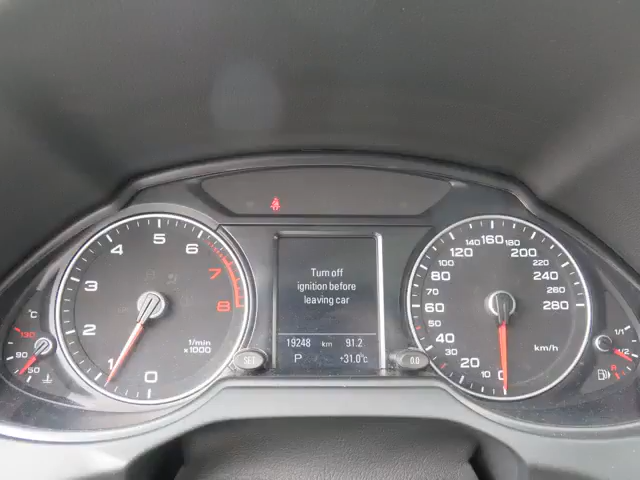 Turn off
ignition before
leaving car
19248 km 91.2
P +31.0°C
0 1 2 3 4 5 6 7 8
1/min
x1000
0 10 20 30 40 50 60 70 80 100 120 140 160 180 200 220 240 260 280
km/h
°C
130
90
50
SET
0.0
1/1
1/2
R